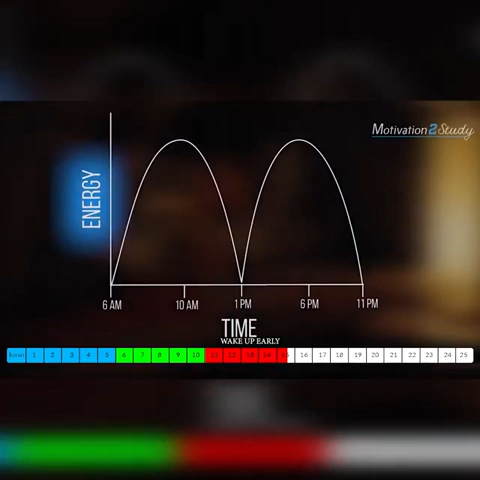 Motivation2Study
ENERGY
6 AM 10 AM 1 PM 6 PM 11 PM
TIME
WAKE UP EARLY
1 2 3 4 5 6 7 8 9 10 11 12 13 14 15 16 17 18 19 20 21 22 23 24 25